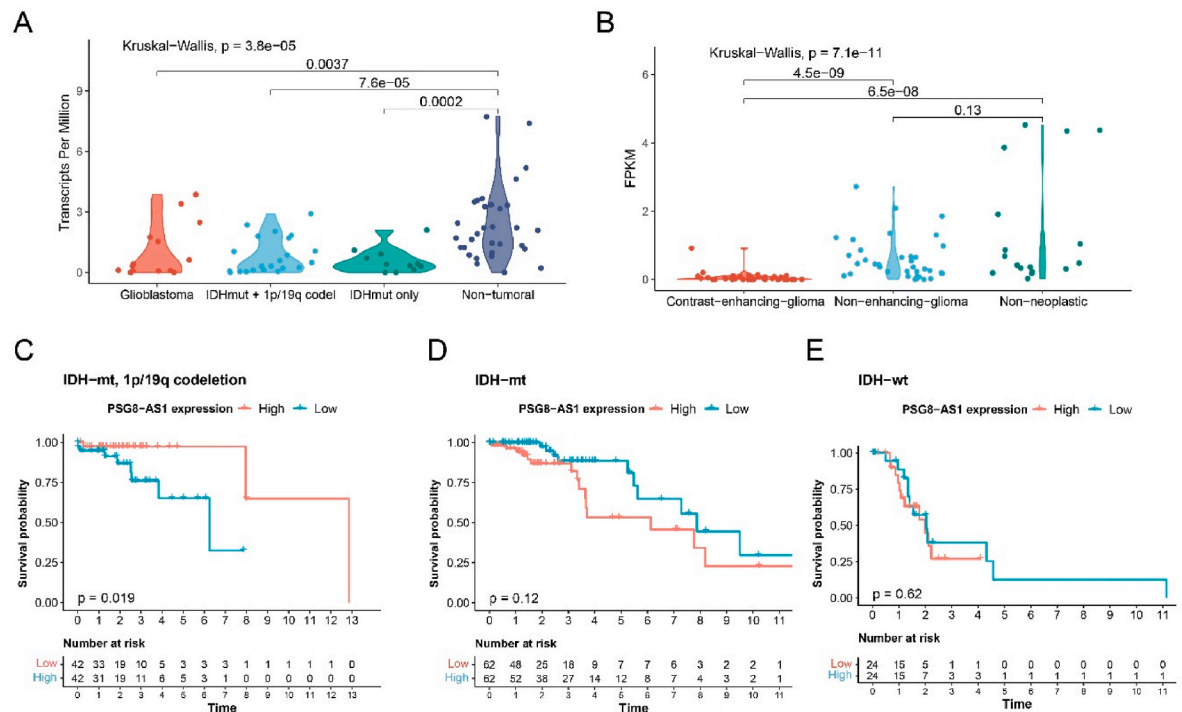 A
Kruskal-Wallis, p = 3.8e-05
0.0037
7.6e-05
0.0002
Transcripts Per Million
9
6
3
0
Glioblastoma IDHmut + 1p/19q codel IDHmut only Non-tumoral
B
Kruskal-Wallis, p = 7.1e-11
4.5e-09
6.5e-08
0.13
FPKM
6
4
2
0
Contrast-enhancing-glioma Non-enhancing-glioma Non-neoplastic
C
IDH-mt, 1p/19q codeletion
PSG8-AS1 expression High Low
Survival probability
1.00
0.75
0.50
0.25
0.00
p = 0.019
0 1 2 3 4 5 6 7 8 9 10 11 12 13
Number at risk
Low 42 33 19 10 5 3 3 3 1 1 1 1 1 0
High 42 31 19 11 6 5 3 1 0 0 0 0 0 0
0 1 2 3 4 5 6 7 8 9 10 11 12 13
Time
D
IDH-mt
PSG8-AS1 expression High Low
Survival probability
1.00
0.75
0.50
0.25
0.00
p = 0.12
0 1 2 3 4 5 6 7 8 9 10 11
Number at risk
Low 62 48 25 18 9 7 7 6 3 2 2 1
High 62 52 38 27 14 12 8 7 4 3 2 1
0 1 2 3 4 5 6 7 8 9 10 11
Time
E
IDH-wt
PSG8-AS1 expression High Low
Survival probability
1.00
0.75
0.50
0.25
0.00
p = 0.62
0 1 2 3 4 5 6 7 8 9 10 11
Number at risk
Low 24 15 5 1 1 0 0 0 0 0 0 0
High 24 15 7 3 3 1 1 1 1 1 1 1
0 1 2 3 4 5 6 7 8 9 10 11
Time